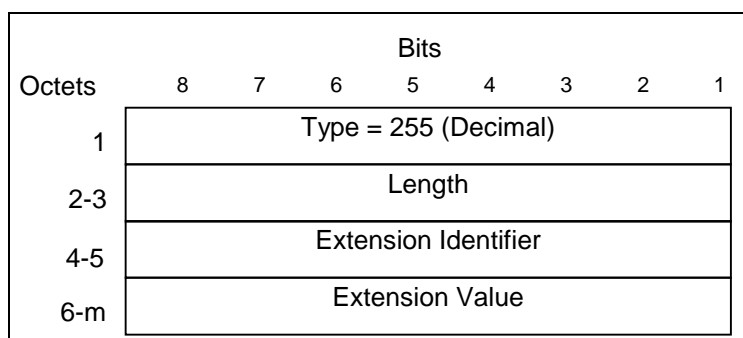 Bits
Octets 8 7 6 5 4 3 2 1
1 Type = 255 (Decimal)
2-3 Length
4-5 Extension Identifier
6-m Extension Value